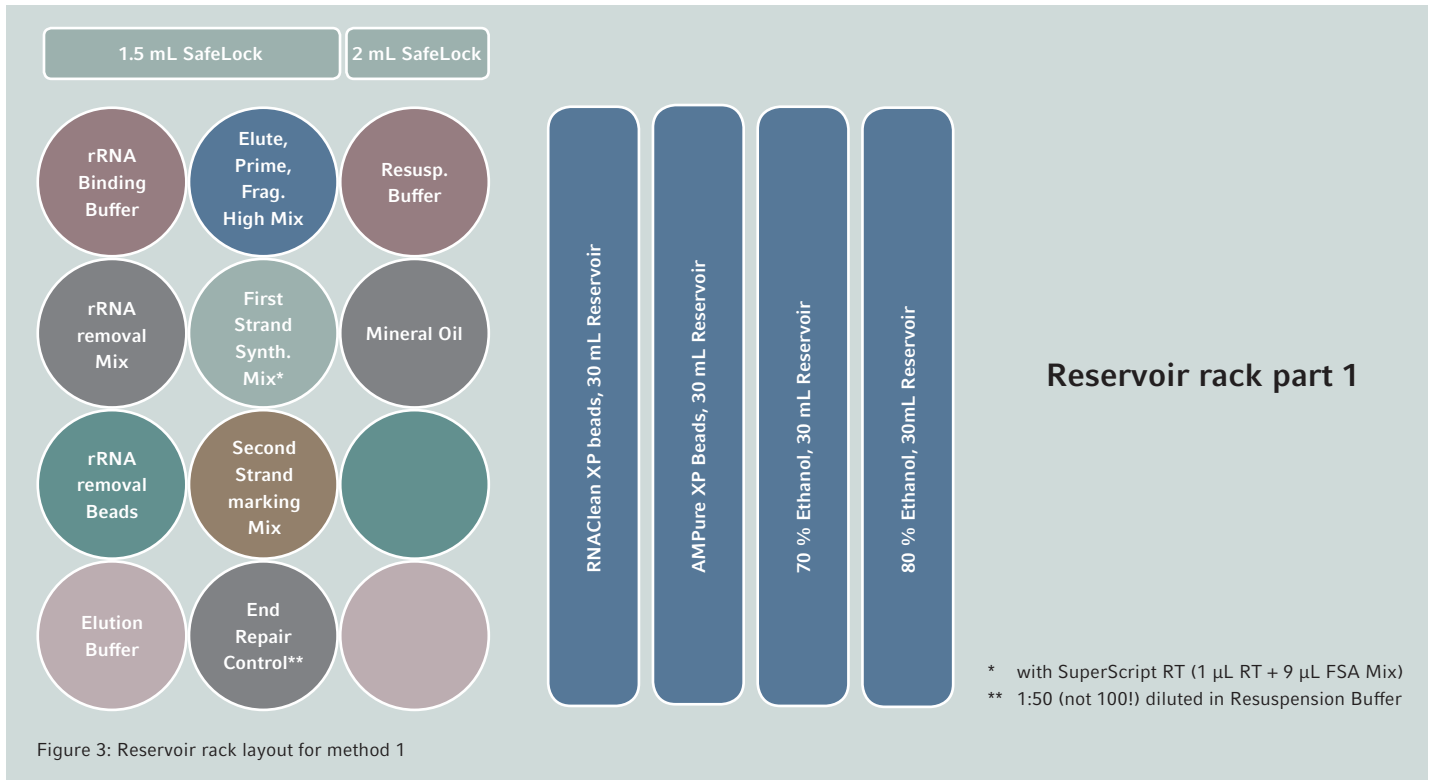 1.5 mL SafeLock
2 mL SafeLock
rRNA
Binding
Buffer
Elute,
Prime,
Frag.
High Mix
Resusp.
Buffer
rRNA
removal
Mix
First
Strand
Synth.
Mix*
Mineral Oil
rRNA
removal
Beads
Second
Strand
marking
Mix
Elution
Buffer
End
Repair
Control**
RNAClean XP beads, 30 mL Reservoir
AMPure XP Beads, 30 mL Reservoir
70 % Ethanol, 30 mL Reservoir
80 % Ethanol, 30mL Reservoir
Reservoir rack part 1
* with SuperScript RT (1 µL RT + 9 µL FSA Mix)
** 1:50 (not 100!) diluted in Resuspension Buffer
Figure 3: Reservoir rack layout for method 1